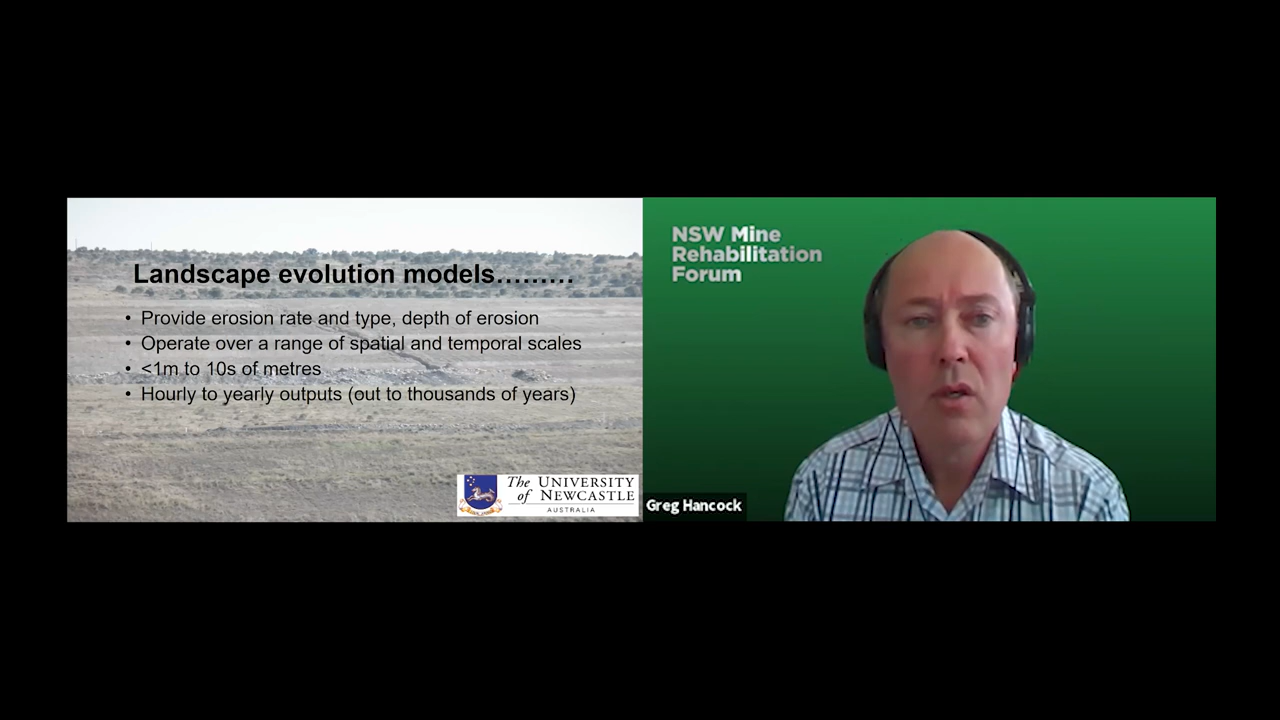 Landscape evolution models.........
• Provide erosion rate and type, depth of erosion
• Operate over a range of spatial and temporal scales
• <1m to 10s of metres
• Hourly to yearly outputs (out to thousands of years)
The UNIVERSITY
of NEWCASTLE
AUSTRALIA
NSW Mine
Rehabilitation
Forum
Greg Hancock